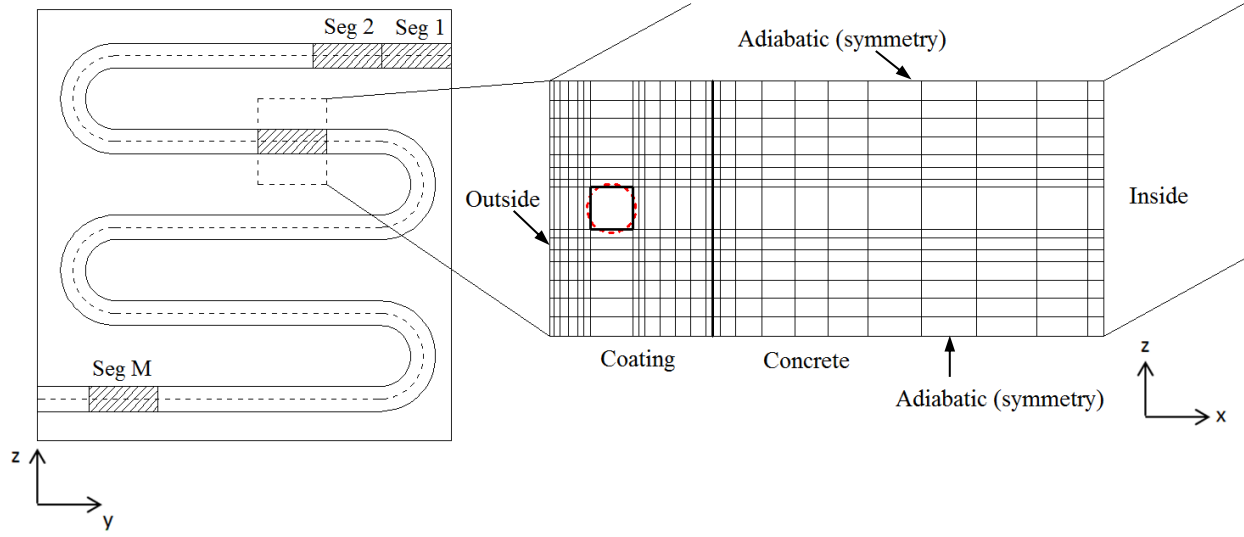 Seg 2
Seg 1
Seg M
z
y
Adiabatic (symmetry)
Outside
Inside
Coating
Concrete
Adiabatic (symmetry)
z
x